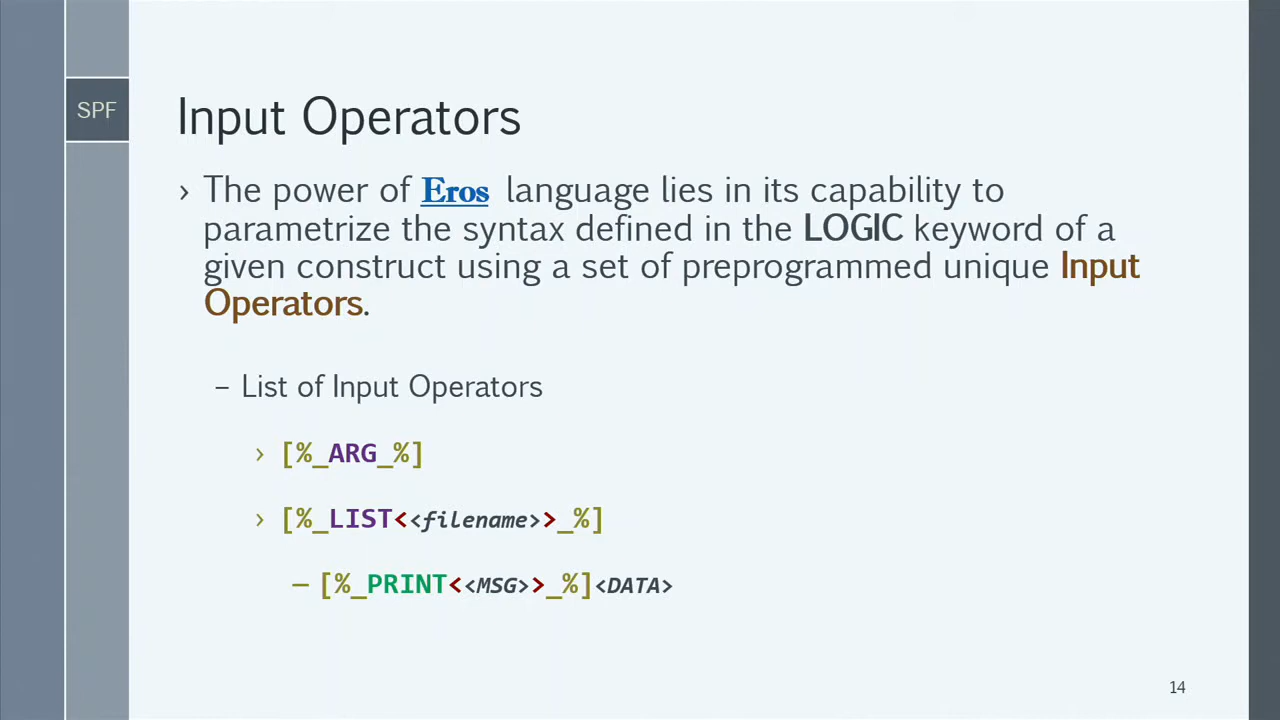 SPF
Input Operators
› The power of Eros language lies in its capability to
parametrize the syntax defined in the LOGIC keyword of a
given construct using a set of preprogrammed unique Input
Operators.
– List of Input Operators
› [%_ARG_%]
› [%_LIST<<filename>>_%]
– [%_PRINT<<MSG>>_%]<DATA>
14